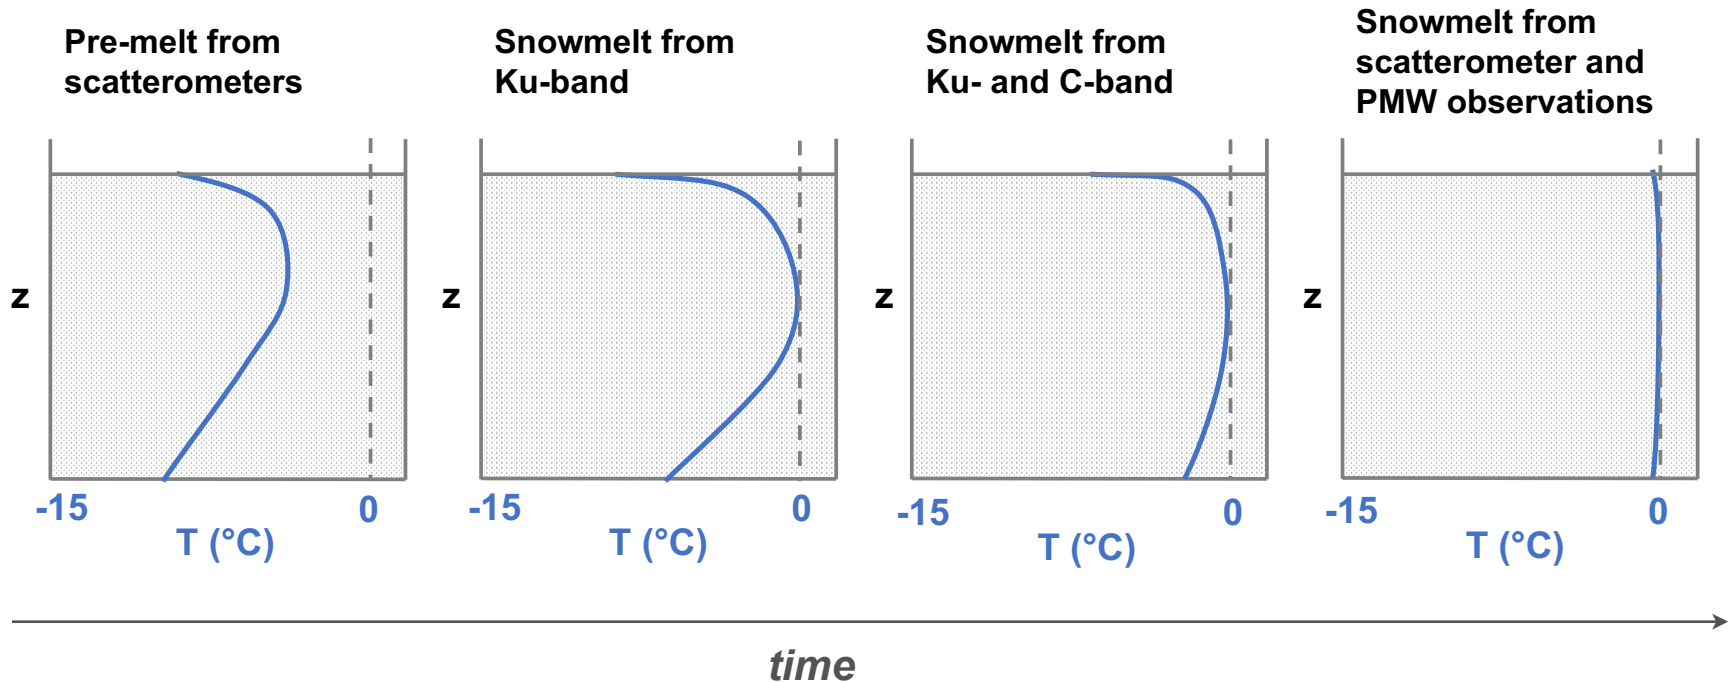 Pre-melt from
scatterometers
Snowmelt from
Ku-band
Snowmelt from
Ku- and C-band
Snowmelt from
scatterometer and
PMW observations
z
z
z
z
-15
0
T (°C)
-15
0
T (°C)
-15
0
T (°C)
-15
0
T (°C)
time